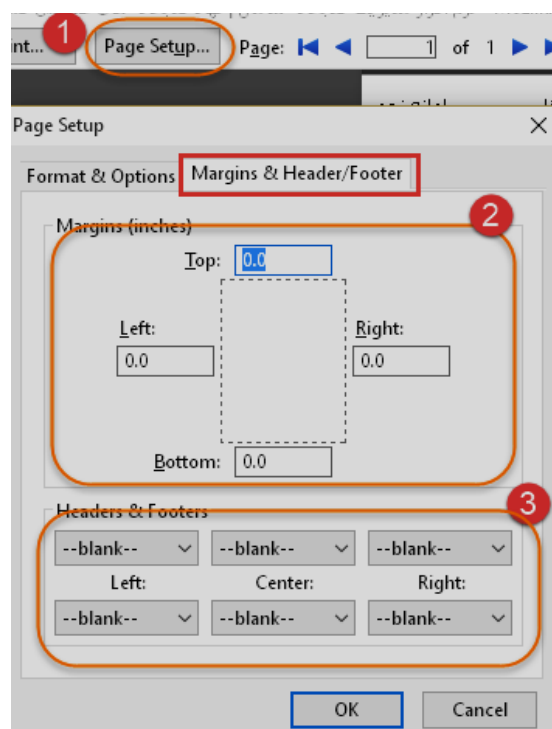 1
int... Page Setup... Page: 1 of 1
Page Setup
Format & Options Margins & Header/Footer
2
Margins (inches)
Top: 0.0
Left: Right:
0.0 0.0
Bottom: 0.0
3
Headers & Footers
--blank-- --blank-- --blank--
Left: Center: Right:
--blank-- --blank-- --blank--
OK Cancel